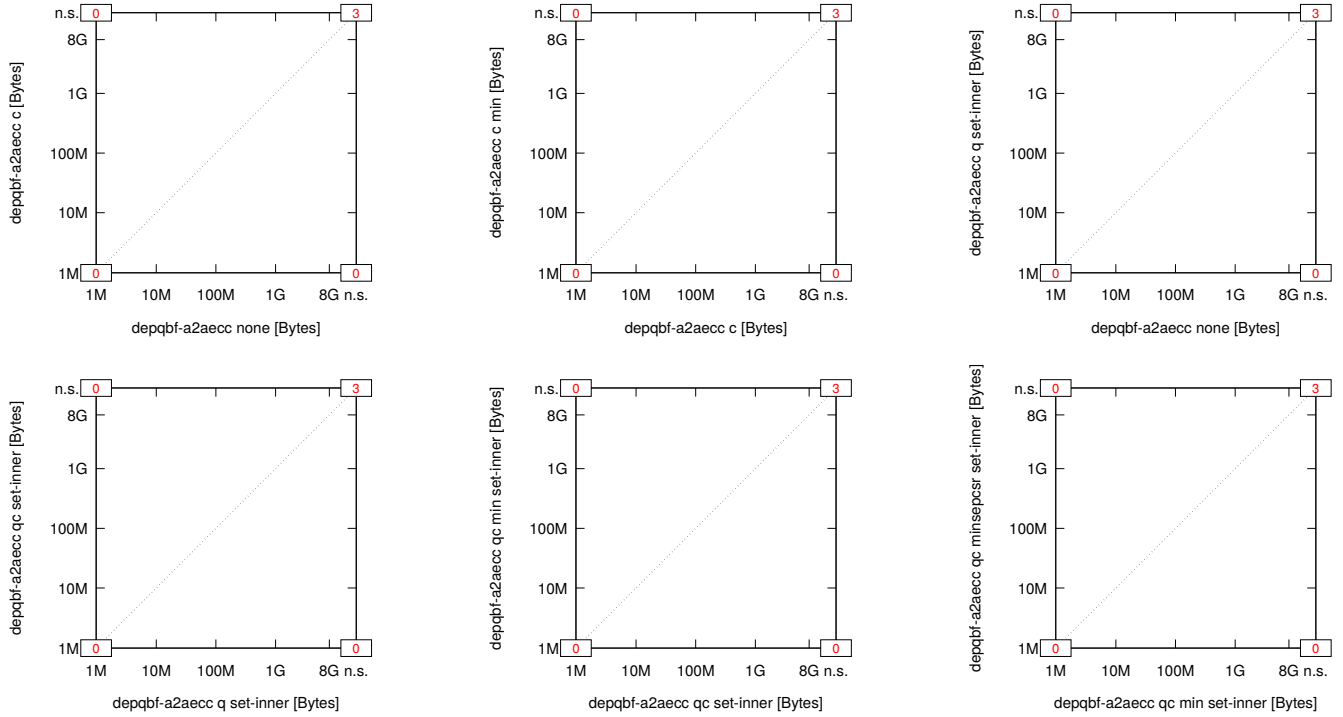 n.s. 0 3
8G
1G
100M
10M
1M 0 0
1M 10M 100M 1G 8G n.s.
depqbf-a2aecc c [Bytes]
depqbf-a2aecc none [Bytes]
n.s. 0 3
8G
1G
100M
10M
1M 0 0
1M 10M 100M 1G 8G n.s.
depqbf-a2aecc c min [Bytes]
depqbf-a2aecc c [Bytes]
n.s. 0 3
8G
1G
100M
10M
1M 0 0
1M 10M 100M 1G 8G n.s.
depqbf-a2aecc q set-inner [Bytes]
depqbf-a2aecc none [Bytes]
n.s. 0 3
8G
1G
100M
10M
1M 0 0
1M 10M 100M 1G 8G n.s.
depqbf-a2aecc qc set-inner [Bytes]
depqbf-a2aecc q set-inner [Bytes]
n.s. 0 3
8G
1G
100M
10M
1M 0 0
1M 10M 100M 1G 8G n.s.
depqbf-a2aecc qc min set-inner [Bytes]
depqbf-a2aecc qc set-inner [Bytes]
n.s. 0 3
8G
1G
100M
10M
1M 0 0
1M 10M 100M 1G 8G n.s.
depqbf-a2aecc qc minsepcsr set-inner [Bytes]
depqbf-a2aecc qc min set-inner [Bytes]